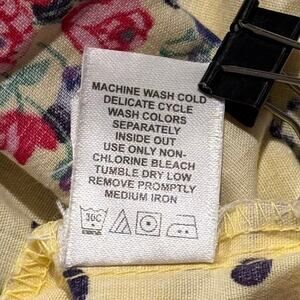 MACHINE WASH COLD
DELICATE CYCLE
WASH COLORS
SEPARATELY
INSIDE OUT
USE ONLY NON-
CHLORINE BLEACH
TUMBLE DRY LOW
REMOVE PROMPTLY
MEDIUM IRON
30C